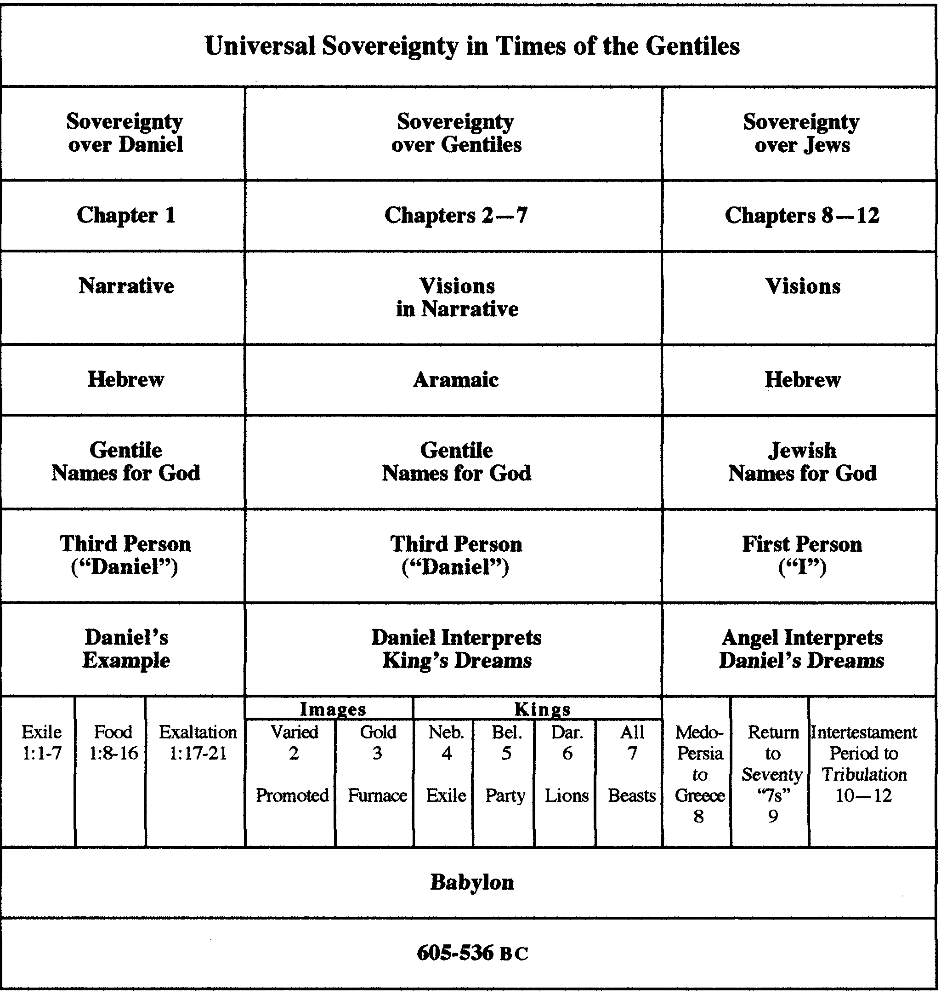 Universal Sovereignty in Times of the Gentiles
Sovereignty
over Daniel
Sovereignty
over Gentiles
Sovereignty
over Jews
Chapter 1
Chapters 2—7
Chapters 8—12
Narrative
Visions
in Narrative
Visions
Hebrew
Aramaic
Hebrew
Gentile
Names for God
Gentile
Names for God
Jewish
Names for God
Third Person
(“Daniel”)
Third Person
(“Daniel”)
First Person
(“I”)
Daniel’s
Example
Daniel Interprets
King’s Dreams
Angel Interprets
Daniel’s Dreams
Exile
1:1-7
Food
1:8-16
Exaltation
1:17-21
Images
Varied
2
Promoted
Gold
3
Furnace
Kings
Neb.
4
Exile
Bel.
5
Party
Dar.
6
Lions
All
7
Beasts
Medo-
Persia
to
Greece
8
Return
to
Seventy
“7s”
9
Intertestament
Period to
Tribulation
10—12
Babylon
605-536 BC